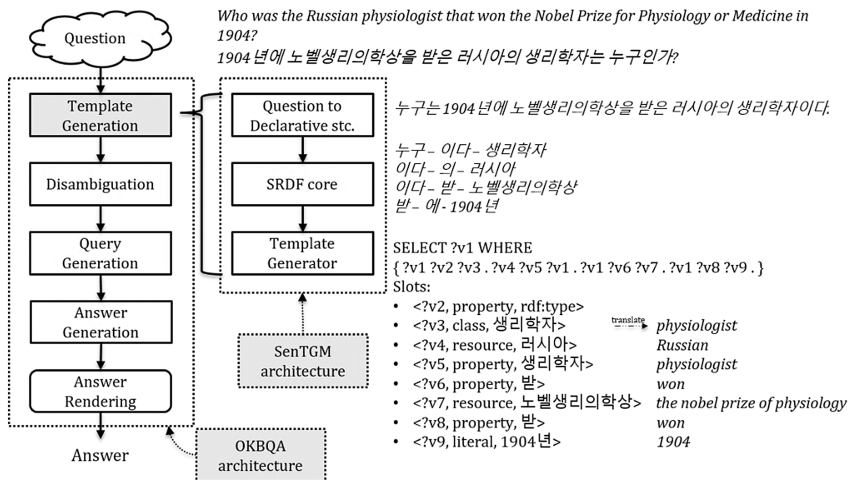 Question
Who was the Russian physiologist that won the Nobel Prize for Physiology or Medicine in
1904?
1904년에 노벨생리의학상을 받은 러시아의 생리학자는 누구인가?
Template
Generation
Disambiguation
Query
Generation
Answer
Generation
Answer
Rendering
Answer
OKBQA
architecture
Question to
Declarative stc.
SRDF core
Template
Generator
SenTGM
architecture
누구는 1904년에 노벨생리의학상을 받은 러시아의 생리학자이다.
누구 – 이다 – 생리학자
이다 – 의 – 러시아
이다 – 받 – 노벨생리의학상
받 – 에 - 1904년
SELECT ?v1 WHERE
{ ?v1 ?v2 ?v3 . ?v4 ?v5 ?v1 . ?v1 ?v6 ?v7 . ?v1 ?v8 ?v9 . }
Slots:
• <?v2, property, rdf:type>
• <?v3, class, 생리학자> translate physiologist
• <?v4, resource, 러시아> Russian
• <?v5, property, 생리학자> physiologist
• <?v6, property, 받> won
• <?v7, resource, 노벨생리의학상> the nobel prize of physiology
• <?v8, property, 받> won
• <?v9, literal, 1904년> 1904